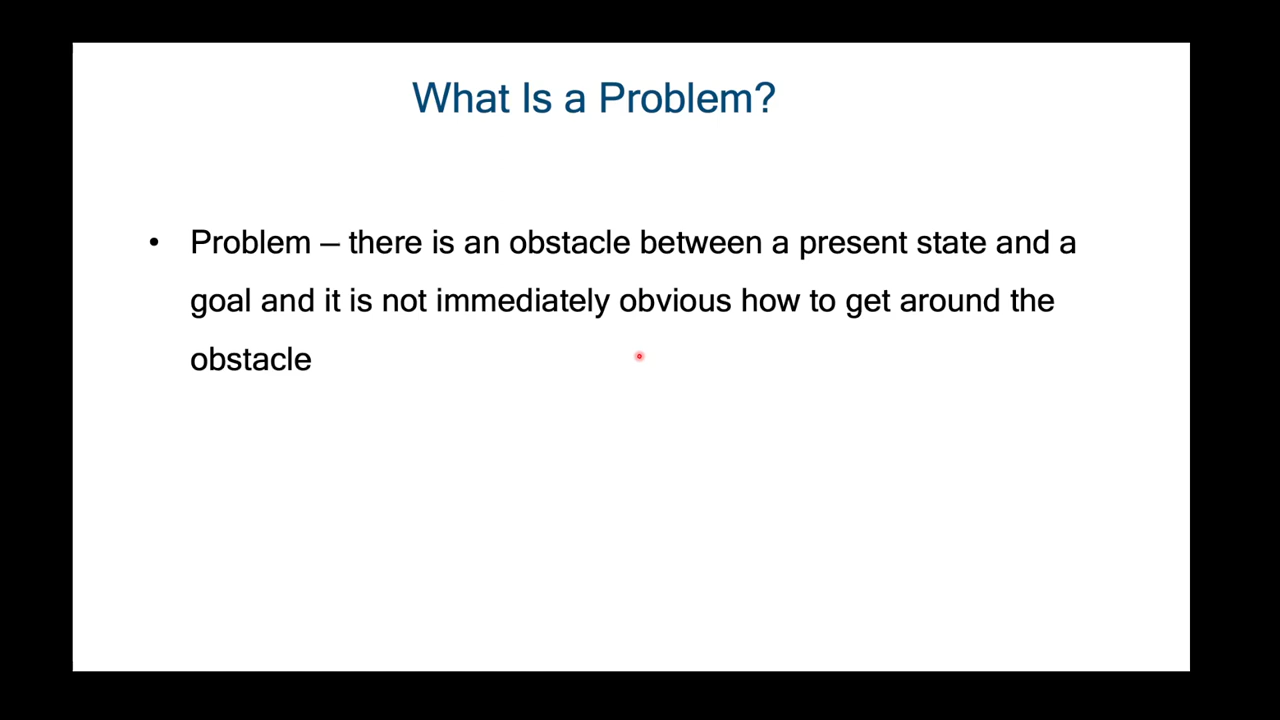 What Is a Problem?
• Problem – there is an obstacle between a present state and a
goal and it is not immediately obvious how to get around the
obstacle